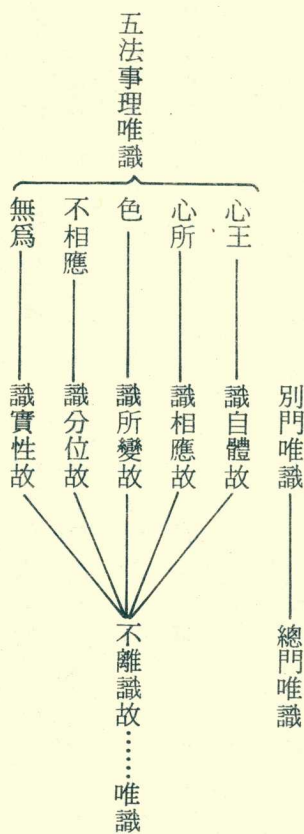 別門唯識——總門唯識
五法事理唯識
心王——識自體故
心所——識相應故
色——識所變故
不相應——識分位故
無爲——識實性故
不離識故……唯識